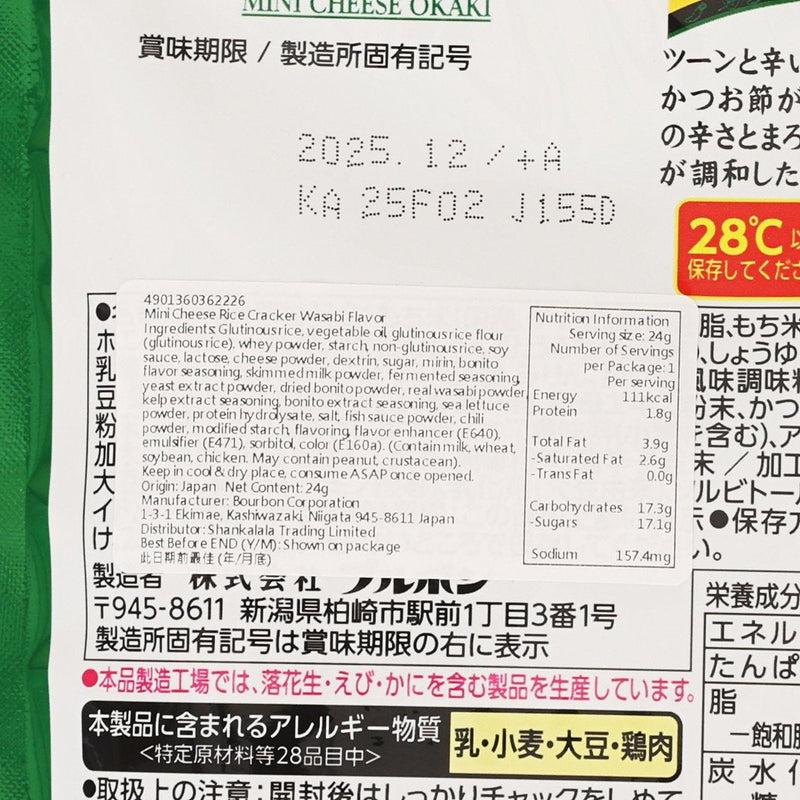 MINI CHEESE OKAKI
賞味期限 / 製造所固有記号
2025. 12 / +A
KA 25F02 J155D
ツーンと辛い
かつお節が
の辛さとまろ
が調和した
28℃以
保存してくださ
4901360362226
Mini Cheese Rice Cracker Wasabi Flavor
Ingredients: Glutinous rice, vegetable oil, glutinous rice flour
(glutinous rice), whey powder, starch, non-glutinous rice, soy
sauce, lactose, cheese powder, dextrin, sugar, mirin, bonito
flavor seasoning, skimmed milk powder, fermented seasoning,
yeast extract powder, dried bonito powder, real wasabi powder,
kelp extract seasoning, bonito extract seasoning, sea lettuce
powder, protein hydrolysate, salt, fish sauce powder, chili
powder, modified starch, flavoring, flavor enhancer (E640),
emulsifier (E471), sorbitol, color (E160a). (Contain milk, wheat,
soybean, chicken. May contain peanut, crustacean).
Keep in cool & dry place, consume ASAP once opened.
Origin: Japan Net Content: 24g
Manufacturer: Bourbon Corporation
1-3-1 Ekimae, Kashiwazaki, Niigata 945-8611 Japan
Distributor: Shankalala Trading Limited
Best Before END (Y/M): Shown on package
此日期前最佳 (年/月底)
Nutrition Information
Serving size: 24g
Number of Servings
per Package: 1
Per serving
Energy 111kcal
Protein 1.8g
Total Fat 3.9g
-Saturated Fat 2.6g
-Trans Fat 0.0g
Carbohydrates 17.3g
-Sugars 17.1g
Sodium 157.4mg
●
ホ
乳
豆
粉
加
大
イ
け
脂、もち米
、しょうゆ
風味調味料
粉末、かつ
を含む)、ア
末 / 加工
ルビトール
示●保存方
い。
製造者 株式会社 ブルボン
〒945-8611 新潟県柏崎市駅前1丁目3番1号
製造所固有記号は賞味期限の右に表示
●本品製造工場では、落花生・えび・かにを含む製品を生産しています。
本製品に含まれるアレルギー物質
<特定原材料等28品目中>
乳・小麦・大豆・鶏肉
●取扱上の注意:開封後はしっかりチャックをしめて
栄養成分
エネル
たんぱ
脂
－飽和脂
炭水化
糖